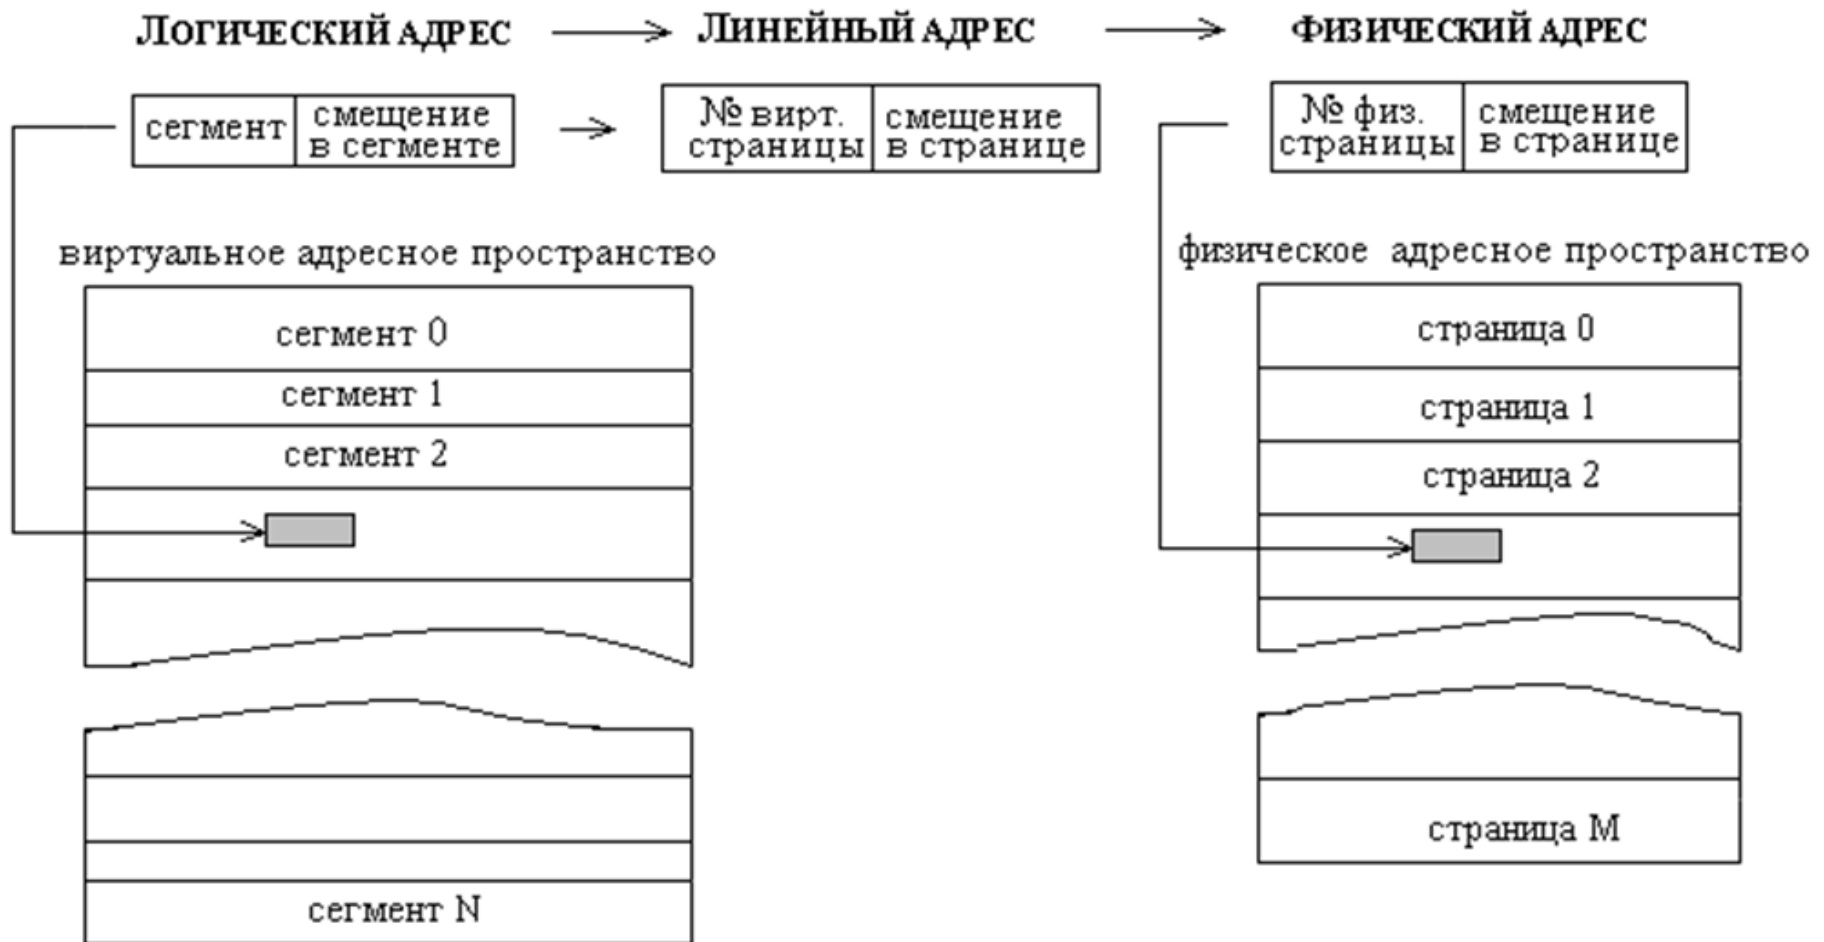 ЛОГИЧЕСКИЙ АДРЕС
ЛИНЕЙНЫЙ АДРЕС
ФИЗИЧЕСКИЙ АДРЕС
сегмент
смещение
в сегменте
№ вирт.
страницы
смещение
в странице
№ физ.
страницы
смещение
в странице
виртуальное адресное пространство
сегмент 0
сегмент 1
сегмент 2
сегмент N
физическое адресное пространство
страница 0
страница 1
страница 2
страница M